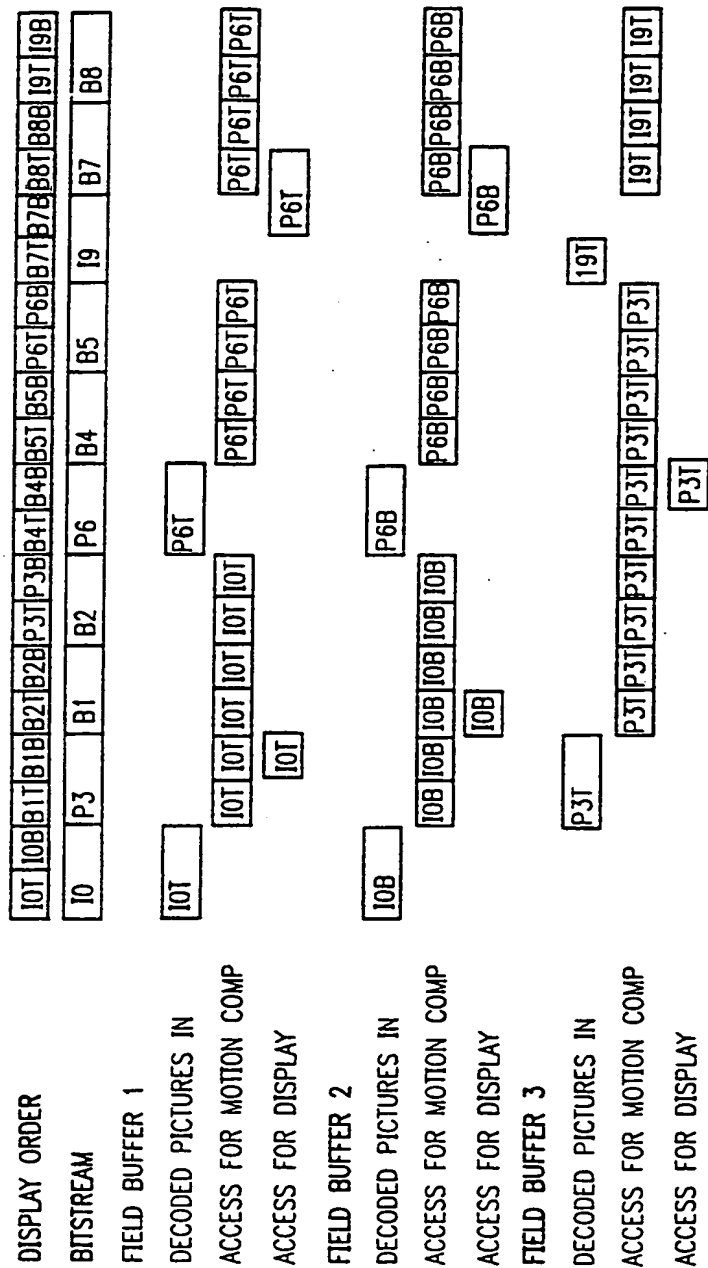 DISPLAY ORDER I0T I0B B1T B1B B2T B2B P3T P3B B4T B4B B5T B5B P6T P6B B7T B7B B8T B8B I9T I9B
BITSTREAM I0 P3 B1 B2 P6 B4 B5 I9 B7 B8
FIELD BUFFER 1
DECODED PICTURES IN I0T P6T
ACCESS FOR MOTION COMP I0T I0T I0T I0T I0T I0T P6T P6T P6T P6T P6T P6T P6T P6T
ACCESS FOR DISPLAY I0T P6T
FIELD BUFFER 2
DECODED PICTURES IN I0B P6B
ACCESS FOR MOTION COMP I0B I0B I0B I0B I0B I0B P6B P6B P6B P6B P6B P6B P6B P6B
ACCESS FOR DISPLAY I0B P6B
FIELD BUFFER 3
DECODED PICTURES IN P3T I9T
ACCESS FOR MOTION COMP P3T P3T P3T P3T P3T P3T P3T P3T P3T P3T I9T I9T I9T I9T
ACCESS FOR DISPLAY P3T